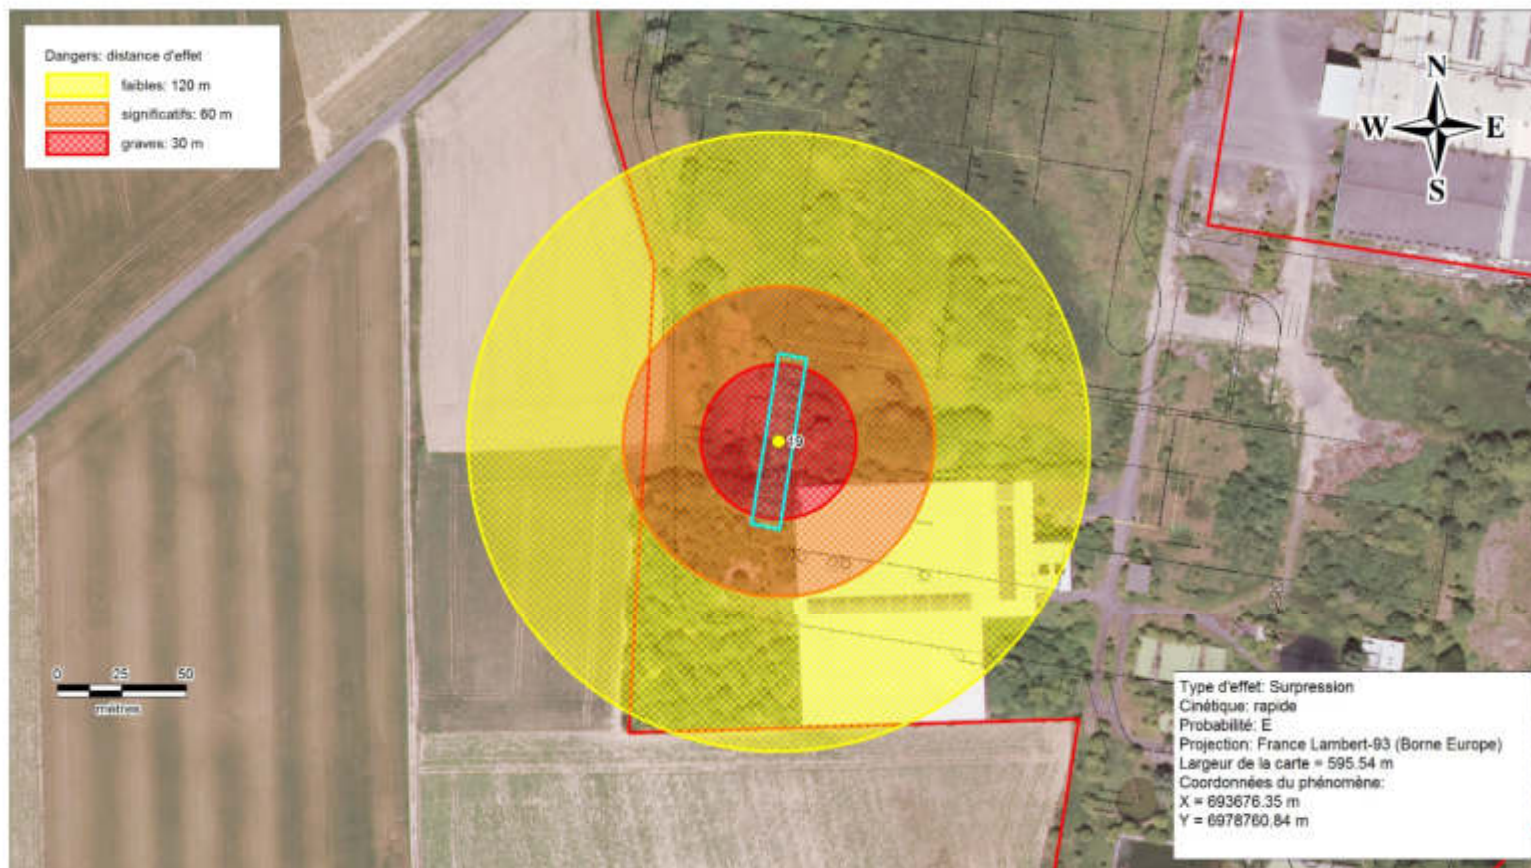 Dangers: distance d'effet
faibles: 120 m
significatifs: 60 m
graves: 30 m
N
W E
S
19
0 25 50
mètres
Type d'effet: Surpression
Cinétique: rapide
Probabilité: E
Projection: France Lambert-93 (Borne Europe)
Largeur de la carte = 595.54 m
Coordonnées du phénomène:
X = 693676.35 m
Y = 6978760,84 m